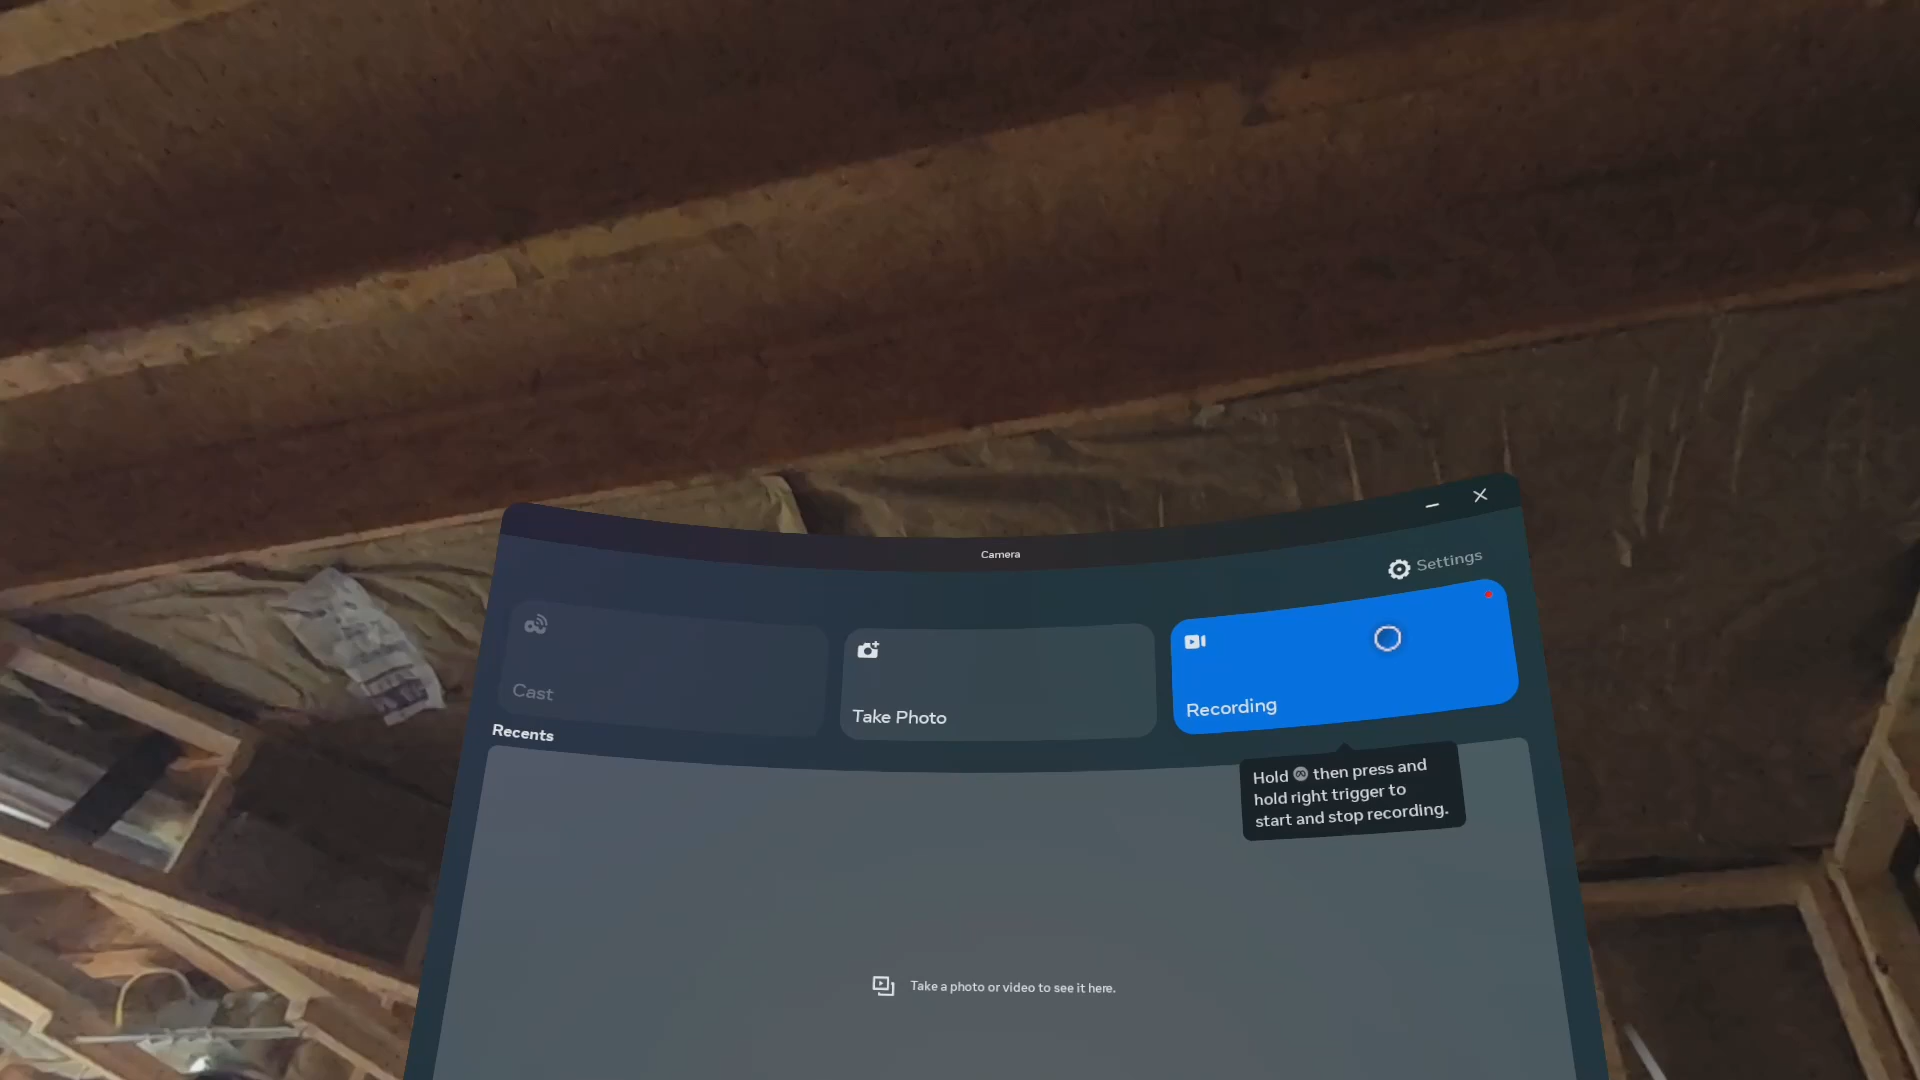 Camera
Settings
Cast
Take Photo
Recording
Recents
Hold then press and
hold right trigger to
start and stop recording.
Take a photo or video to see it here.